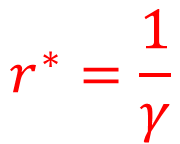 r* = 1/γ